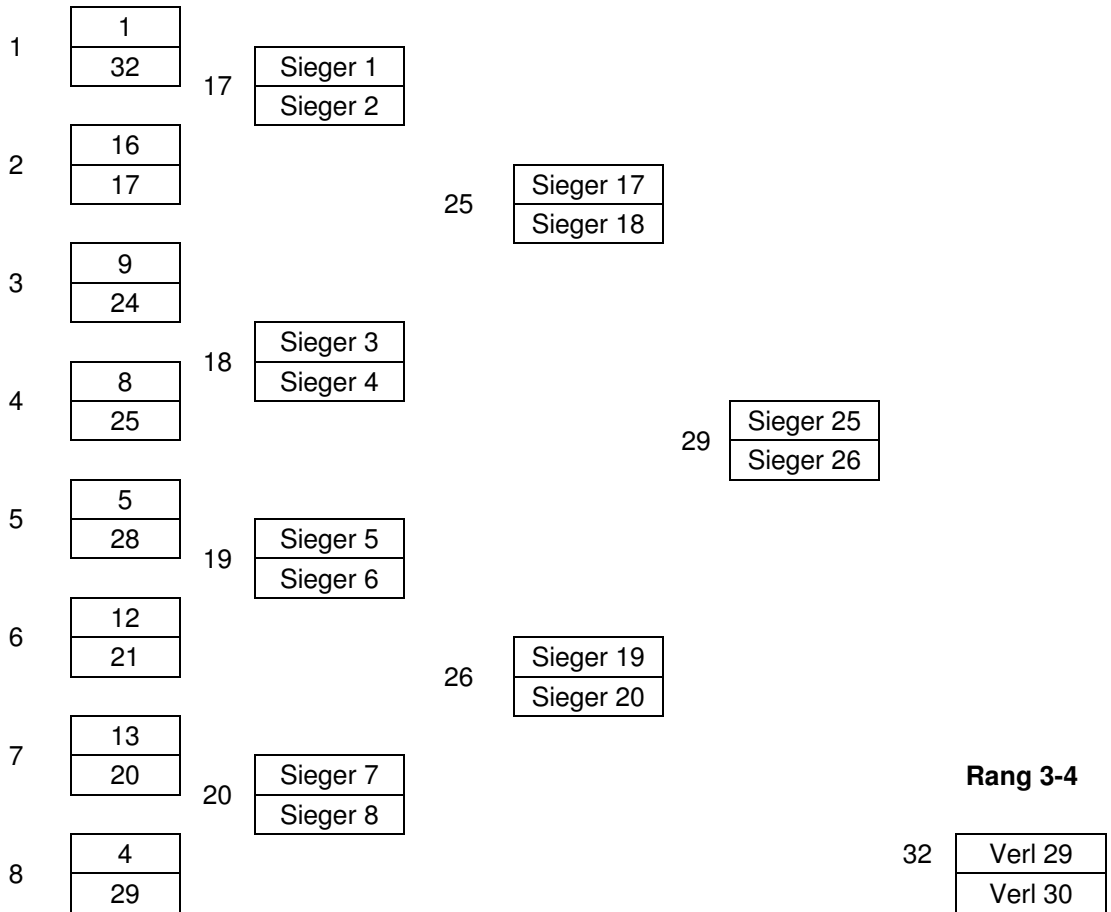 1
1
32
17
Sieger 1
Sieger 2
2
16
17
25
Sieger 17
Sieger 18
3
9
24
18
Sieger 3
Sieger 4
4
8
25
29
Sieger 25
Sieger 26
5
5
28
19
Sieger 5
Sieger 6
6
12
21
26
Sieger 19
Sieger 20
7
13
20
20
Sieger 7
Sieger 8
Rang 3-4
8
4
29
32
Verl 29
Verl 30